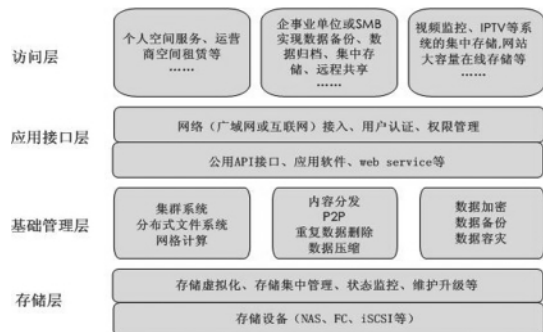 访问层
个人空间服务、运营
商空间租赁等
……
企事业单位或SMB
实现数据备份、数
据归档、集中存
储、远程共享
……
视频监控、IPTV等系
统的集中存储,网站
大容量在线存储等
……
应用接口层
网络（广域网或互联网）接入、用户认证、权限管理
公用API接口、应用软件、web service等
基础管理层
集群系统
分布式文件系统
网格计算
内容分发
P2P
重复数据删除
数据压缩
数据加密
数据备份
数据容灾
存储层
存储虚拟化、存储集中管理、状态监控、维护升级等
存储设备（NAS、FC、iSCSI等）